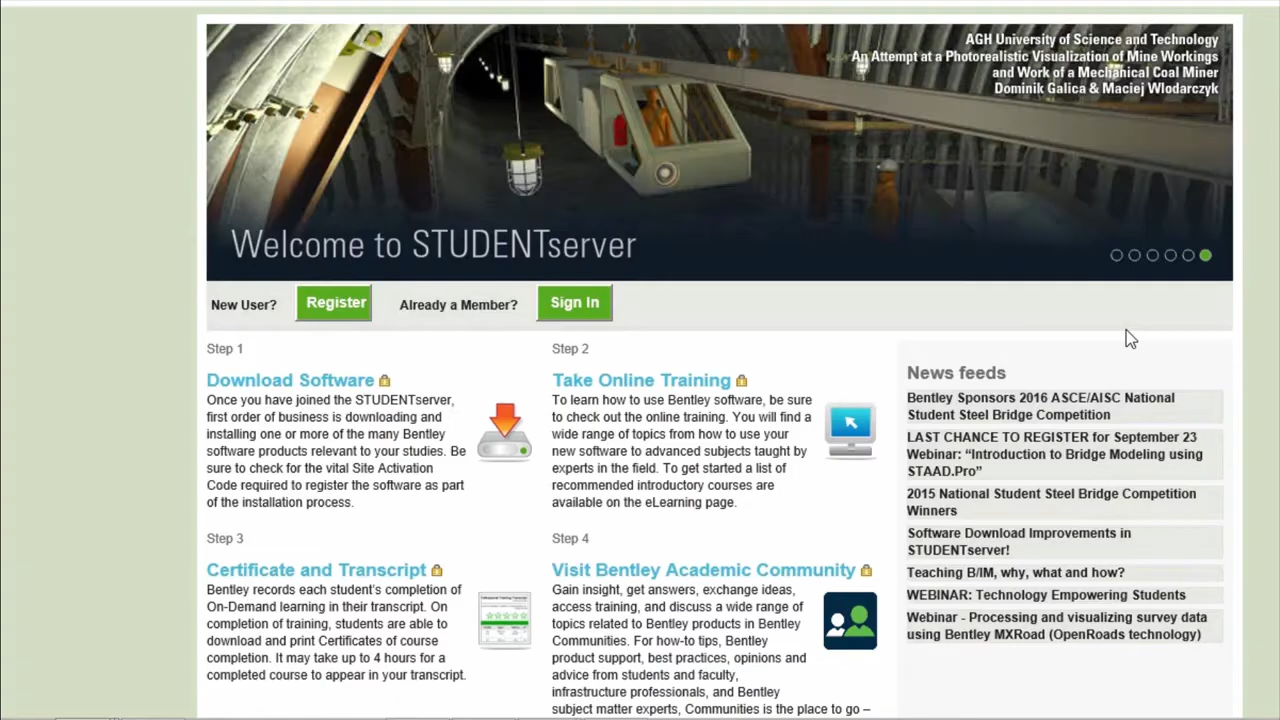 AGH University of Science and Technology
An Attempt at a Photorealistic Visualization of Mine Workings
and Work of a Mechanical Coal Miner
Dominik Galica & Maciej Wlodarczyk
Welcome to STUDENTserver
New User?
Register
Already a Member?
Sign In
Step 1
Download Software
Once you have joined the STUDENTserver,
first order of business is downloading and
installing one or more of the many Bentley
software products relevant to your studies. Be
sure to check for the vital Site Activation
Code required to register the software as part
of the installation process.
Step 2
Take Online Training
To learn how to use Bentley software, be sure
to check out the online training. You will find a
wide range of topics from how to use your
new software to advanced subjects taught by
experts in the field. To get started a list of
recommended introductory courses are
available on the eLearning page.
Step 3
Certificate and Transcript
Bentley records each student's completion of
On-Demand learning in their transcript. On
completion of training, students are able to
download and print Certificates of course
completion. It may take up to 4 hours for a
completed course to appear in your transcript.
Step 4
Visit Bentley Academic Community
Gain insight, get answers, exchange ideas,
access training, and discuss a wide range of
topics related to Bentley products in Bentley
Communities. For how-to tips, Bentley
product support, best practices, opinions and
advice from students and faculty,
infrastructure professionals, and Bentley
subject matter experts, Communities is the place to go –
News feeds
Bentley Sponsors 2016 ASCE/AISC National
Student Steel Bridge Competition
LAST CHANCE TO REGISTER for September 23
Webinar: “Introduction to Bridge Modeling using
STAAD.Pro”
2015 National Student Steel Bridge Competition
Winners
Software Download Improvements in
STUDENTserver!
Teaching B/IM, why, what and how?
WEBINAR: Technology Empowering Students
Webinar - Processing and visualizing survey data
using Bentley MXRoad (OpenRoads technology)